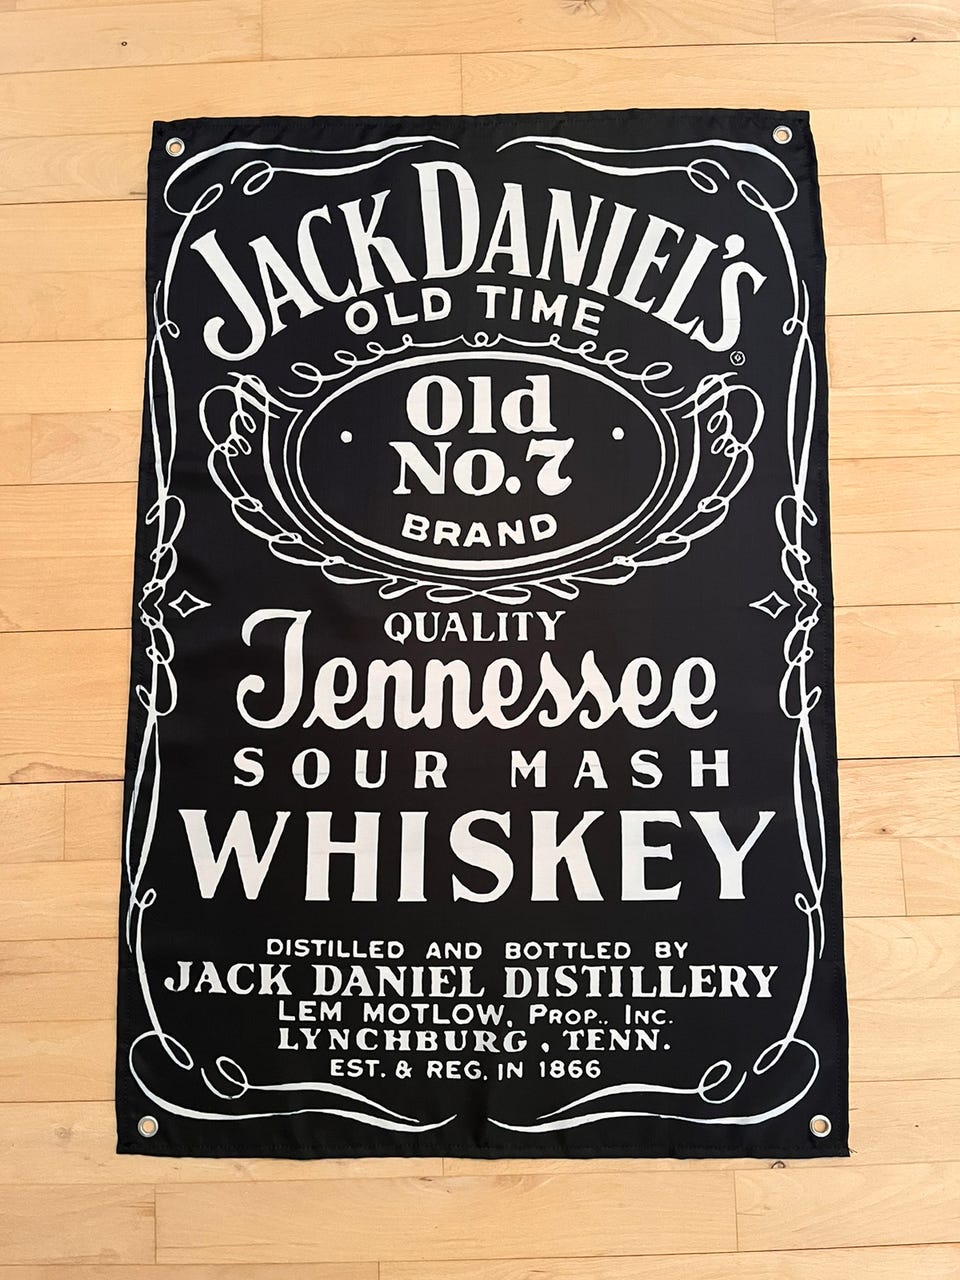 JACK DANIEL'S
OLD TIME
Old
No.7
BRAND
QUALITY
Tennessee
SOUR MASH
WHISKEY
DISTILLED AND BOTTLED BY
JACK DANIEL DISTILLERY
LEM MOTLOW, PROP., INC.
LYNCHBURG , TENN.
EST. & REG. IN 1866